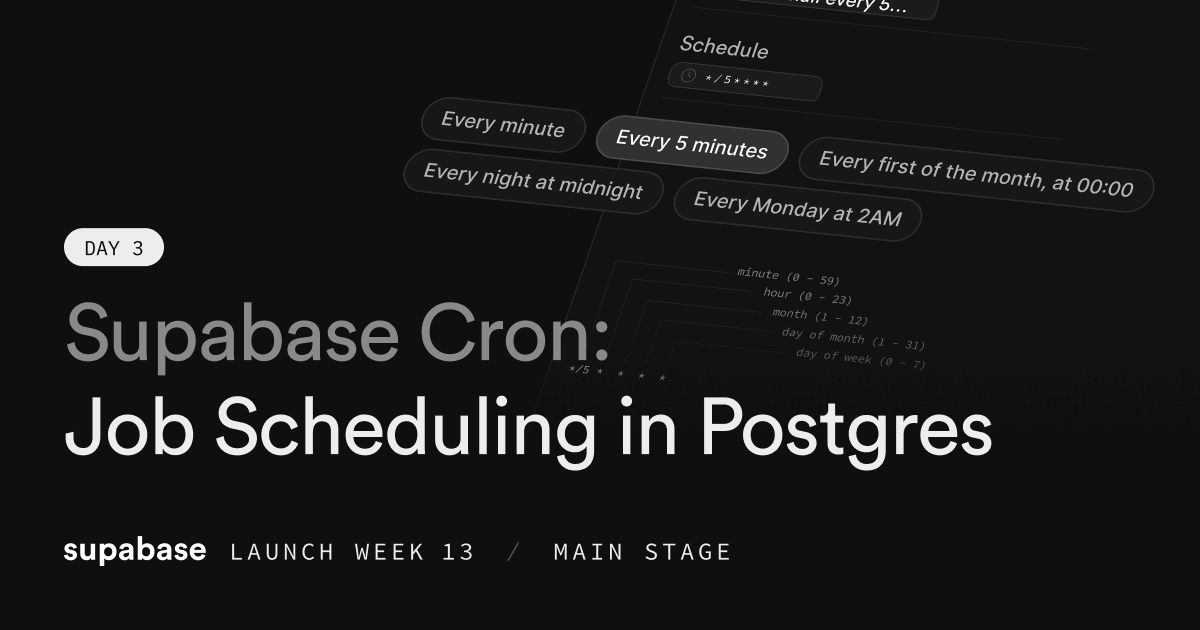 every 5...
Schedule
*/5****
Every minute
Every 5 minutes
Every first of the month, at 00:00
Every night at midnight
Every Monday at 2AM
minute (0 - 59)
hour (0 - 23)
month (1 - 12)
day of month (1 - 31)
day of week (0 - 7)
*/5 * * * *
DAY 3
Supabase Cron:
Job Scheduling in Postgres
supabase LAUNCH WEEK 13 / MAIN STAGE